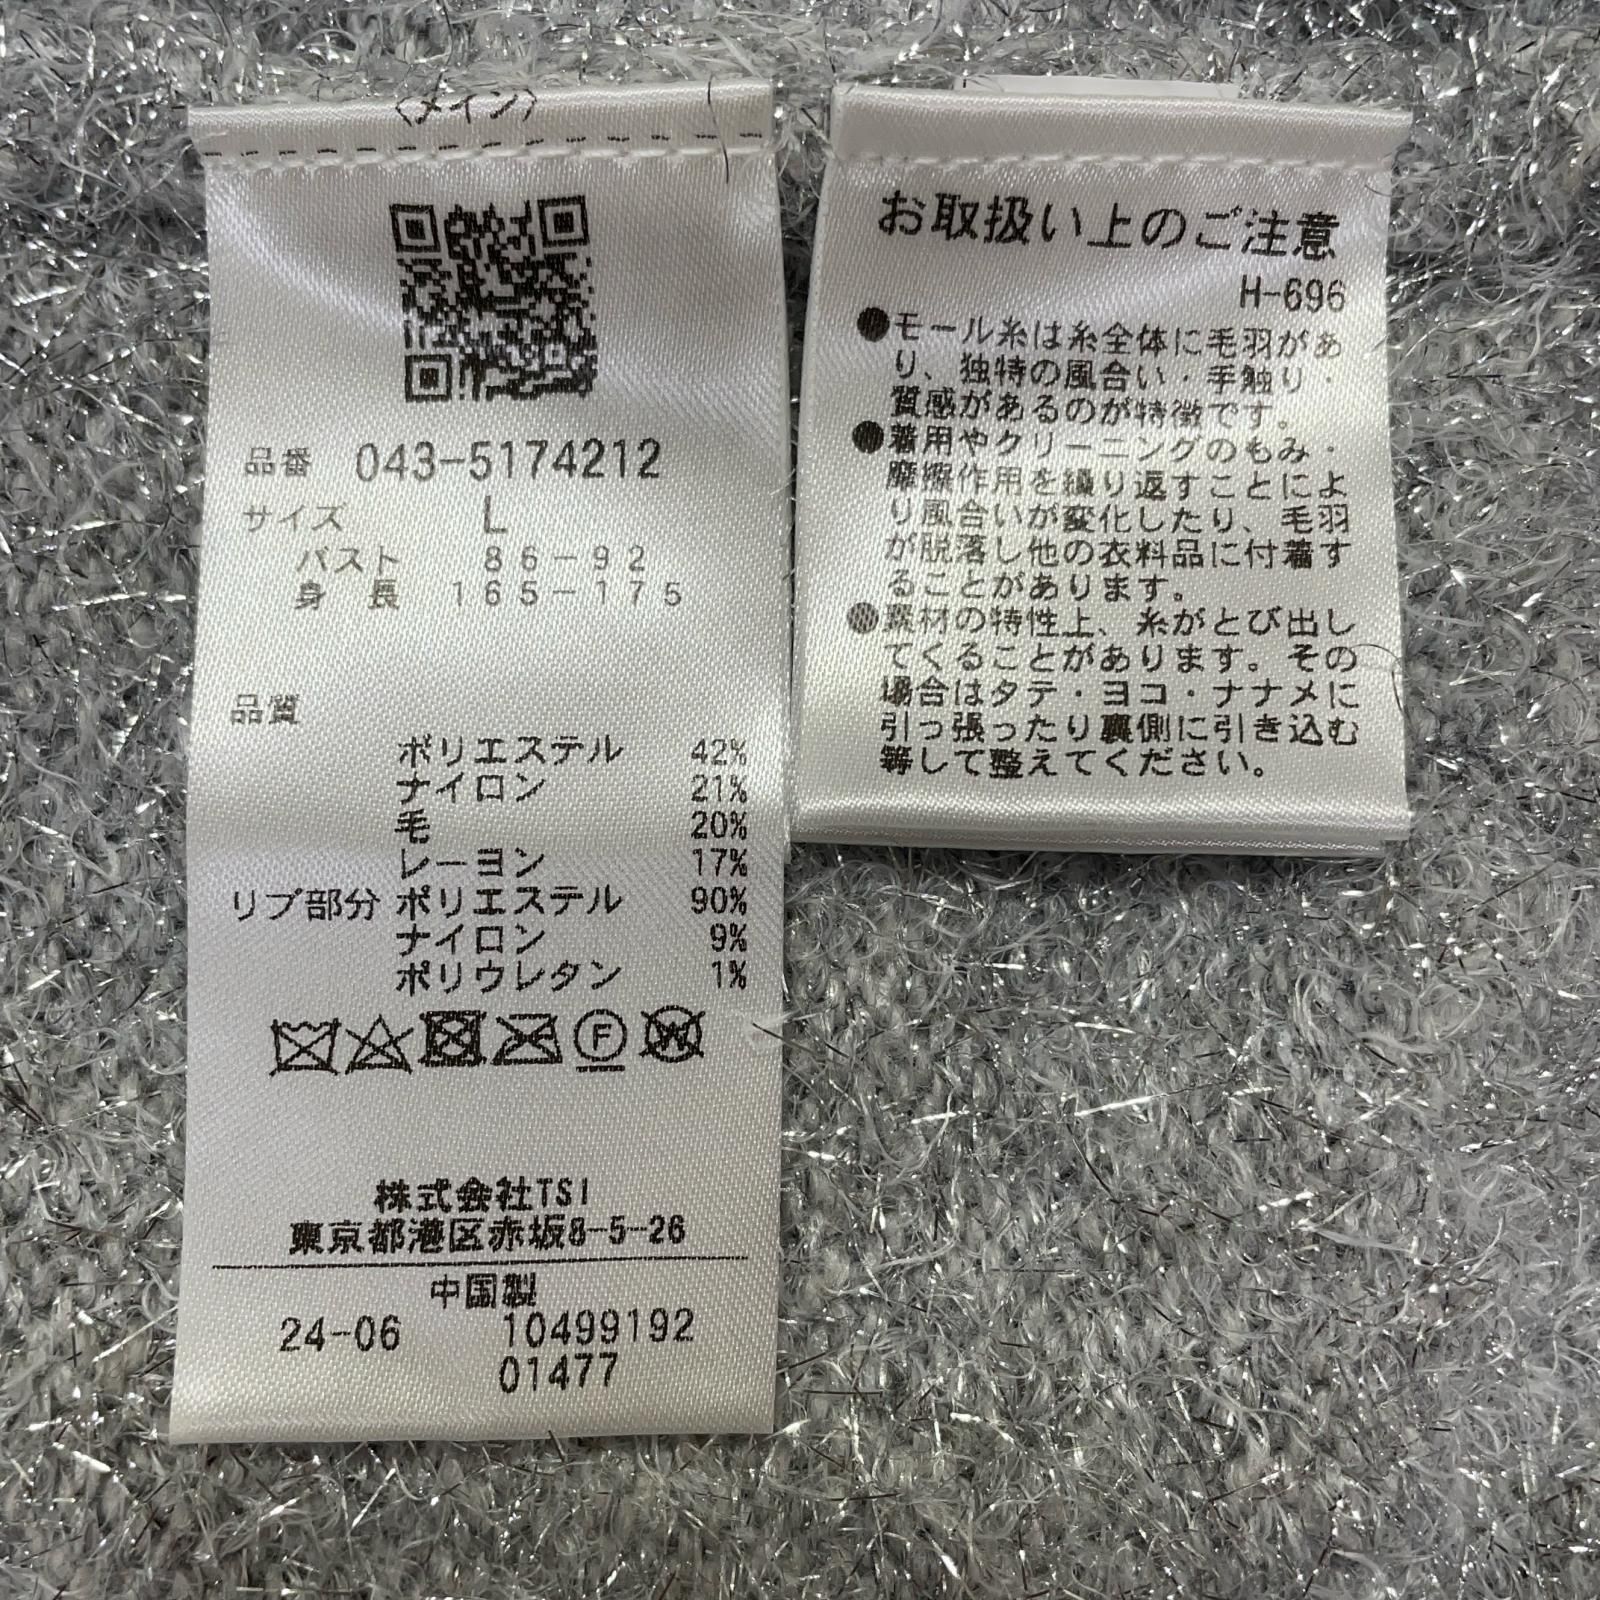 〈メイン〉
品番 043-5174212
サイズ L
バスト 86-92
身長 165-175
品質
ポリエステル 42%
ナイロン 21%
毛 20%
レーヨン 17%
リブ部分 ポリエステル 90%
ナイロン 9%
ポリウレタン 1%
F
W
株式会社TSI
東京都港区赤坂8-5-26
中国製
24-06 10499192
01477
お取扱い上のご注意
H-696
●モール糸は糸全体に毛羽があ
り、独特の風合い・手触り・
質感があるのが特徴です。
●着用やクリーニングのもみ・
摩擦作用を繰り返すことによ
り風合いが変化したり、毛羽
が脱落し他の衣料品に付着す
ることがあります。
●素材の特性上、糸がとび出し
てくることがあります。その
場合はタテ・ヨコ・ナナメに
引っ張ったり裏側に引き込む
等して整えてください。